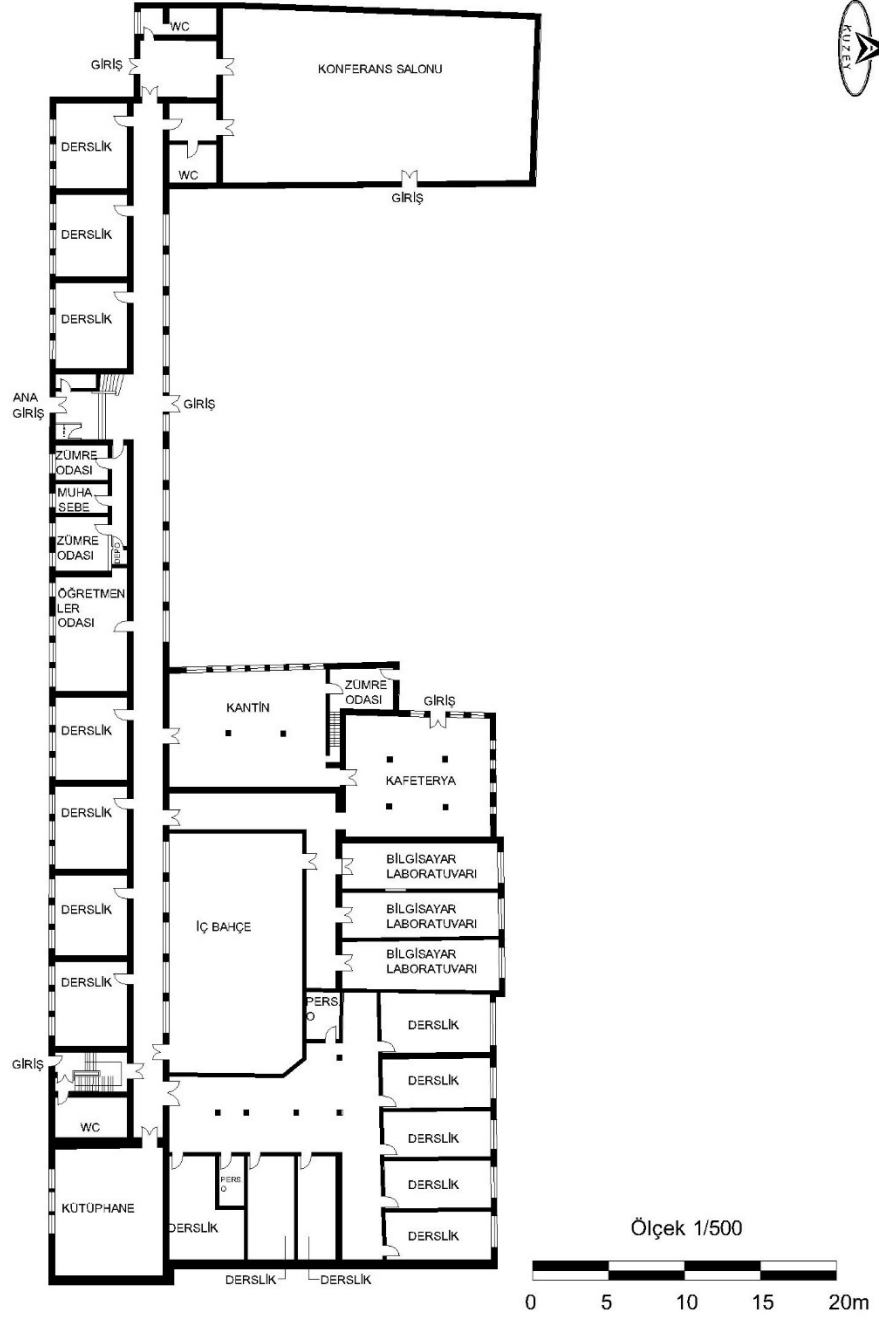 WC
GİRİŞ
KONFERANS SALONU
KUZEY
DERSLİK
WC
GİRİŞ
DERSLİK
DERSLİK
ANA
GİRİŞ
GİRİŞ
ZÜMRE
ODASI
MUHA
SEBE
ZÜMRE
ODASI
DEPO
ÖĞRETMEN
LER
ODASI
KANTİN
ZÜMRE
ODASI
GİRİŞ
DERSLİK
KAFETERYA
DERSLİK
BİLGİSAYAR
LABORATUVARI
DERSLİK
İÇ BAHÇE
BİLGİSAYAR
LABORATUVARI
BİLGİSAYAR
LABORATUVARI
DERSLİK
PERS
O
DERSLİK
GİRİŞ
DERSLİK
WC
DERSLİK
PERS
O
DERSLİK
KÜTÜPHANE
DERSLİK
DERSLİK
DERSLİK
DERSLİK
Ölçek 1/500
0 5 10 15 20m